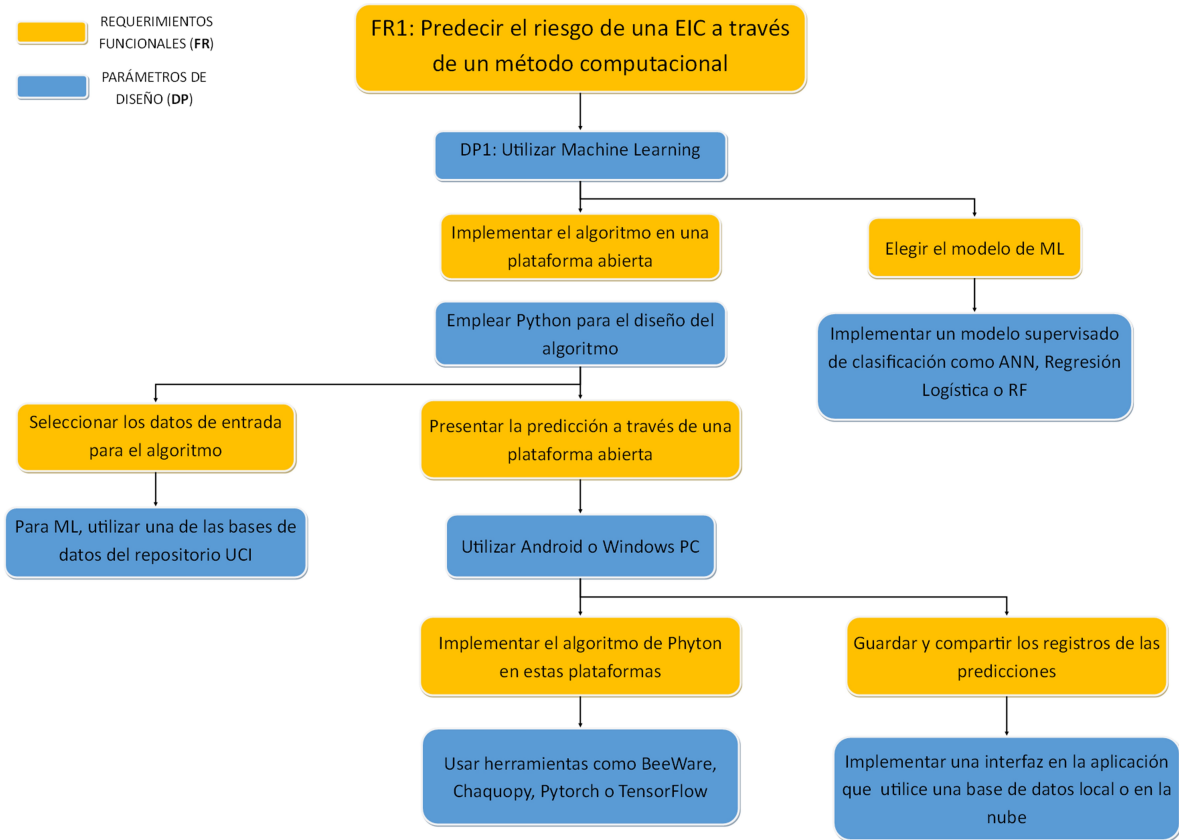 REQUERIMIENTOS
FUNCIONALES (FR)
PARÁMETROS DE
DISEÑO (DP)
FR1: Predecir el riesgo de una EIC a través
de un método computacional
DP1: Utilizar Machine Learning
Implementar el algoritmo en una
plataforma abierta
Elegir el modelo de ML
Emplear Python para el diseño del
algoritmo
Implementar un modelo supervisado
de clasificación como ANN, Regresión
Logística o RF
Seleccionar los datos de entrada
para el algoritmo
Presentar la predicción a través de una
plataforma abierta
Para ML, utilizar una de las bases de
datos del repositorio UCI
Utilizar Android o Windows PC
Implementar el algoritmo de Phyton
en estas plataformas
Guardar y compartir los registros de las
predicciones
Usar herramientas como BeeWare,
Chaquopy, Pytorch o TensorFlow
Implementar una interfaz en la aplicación
que utilice una base de datos local o en la
nube